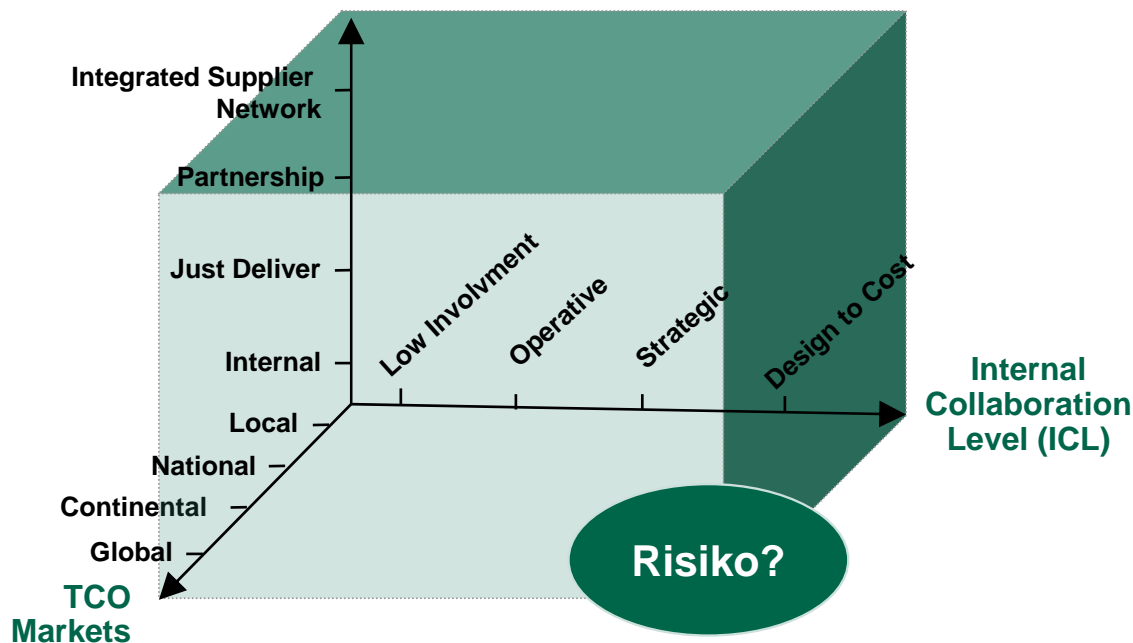 Integrated Supplier
Network
Partnership
Just Deliver
Internal
Low Involvment
Operative
Strategic
Design to Cost
Internal
Collaboration
Level (ICL)
Local
National
Continental
Global
TCO
Markets
Risiko?